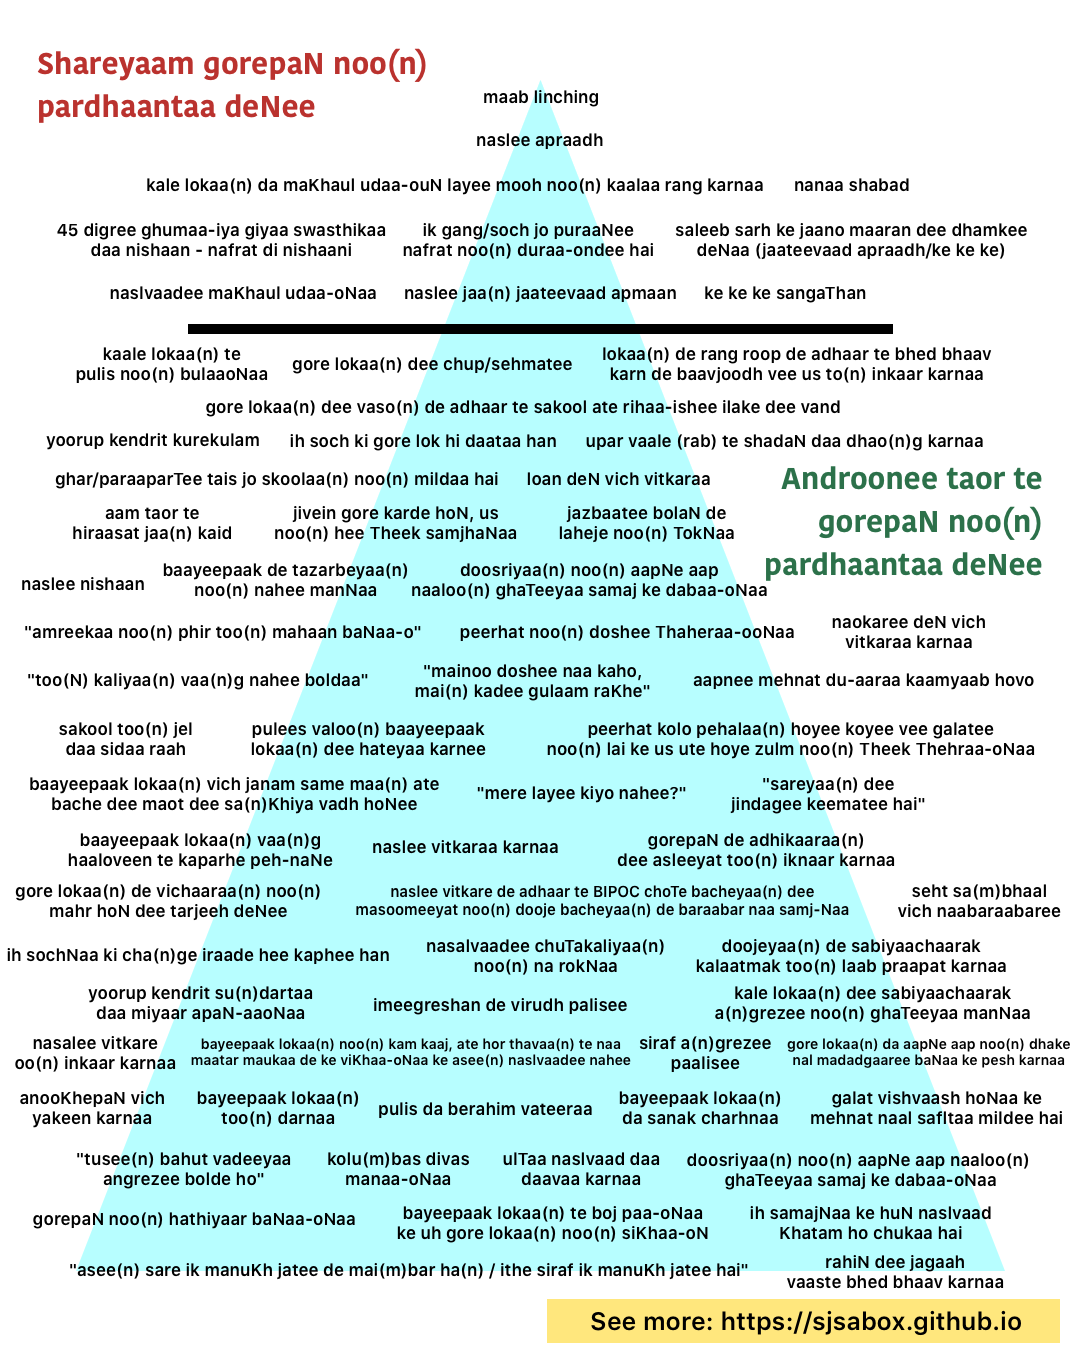 Shareyaam gorepaN noo(n)
pardhaantaa deNee
maab linching
naslee apraadh
kale lokaa(n) da maKhaul udaa-ouN layee mooh noo(n) kaalaa rang karnaa
nanaa shabad
45 digree ghumaa-iya giyaa swasthikaa
daa nishaan - nafrat di nishaani
ik gang/soch jo puraaNee
nafrat noo(n) duraa-ondee hai
saleeb sarh ke jaano maaran dee dhamkee
deNaa (jaateevaad apraadh/ke ke ke)
naslvaadee maKhaul udaa-oNaa
naslee jaa(n) jaateevaad apmaan
ke ke ke sangaThan
kaale lokaa(n) te
pulis noo(n) bulaaoNaa
gore lokaa(n) dee chup/sehmatee
lokaa(n) de rang roop de adhaar te bhed bhaav
karn de baavjoodh vee us to(n) inkaar karnaa
gore lokaa(n) dee vaso(n) de adhaar te sakool ate rihaa-ishee ilake dee vand
yoorup kendrit kurekulam
ih soch ki gore lok hi daataa han
upar vaale (rab) te shadaN daa dhao(n)g karnaa
ghar/paraaparTee tais jo skoolaa(n) noo(n) mildaa hai
loan deN vich vitkaraa
Androonee taor te
gorepaN noo(n)
pardhaantaa deNee
aam taor te
hiraasat jaa(n) kaid
jivein gore karde hoN, us
noo(n) hee Theek samjhaNaa
jazbaatee bolaN de
laheje noo(n) TokNaa
naslee nishaan
baayeepaak de tazarbeyaa(n)
noo(n) nahee manNaa
doosriyaa(n) noo(n) aapNe aap
naaloo(n) ghaTeeyaa samaj ke dabaa-oNaa
"amreekaa noo(n) phir too(n) mahaan baNaa-o"
peerhat noo(n) doshee Thaheraa-ooNaa
naokaree deN vich
vitkaraa karnaa
"too(N) kaliyaa(n) vaa(n)g nahee boldaa"
"mainoo doshee naa kaho,
mai(n) kadee gulaam raKhe"
aapnee mehnat du-aaraa kaamyaab hovo
sakool too(n) jel
daa sidaa raah
pulees valoo(n) baayeepaak
lokaa(n) dee hateyaa karnee
peerhat kolo pehalaa(n) hoyee koyee vee galatee
noo(n) lai ke us ute hoye zulm noo(n) Theek Thehraa-oNaa
baayeepaak lokaa(n) vich janam same maa(n) ate
bache dee maot dee sa(n)Khiya vadh hoNee
"mere layee kiyo nahee?"
"sareyaa(n) dee
jindagee keematee hai"
baayeepaak lokaa(n) vaa(n)g
haaloveen te kaparhe peh-naNe
naslee vitkaraa karnaa
gorepaN de adhikaaraa(n)
dee asleeyat too(n) iknaar karnaa
gore lokaa(n) de vichaaraa(n) noo(n)
mahr hoN dee tarjeeh deNee
naslee vitkare de adhaar te BIPOC choTe bacheyaa(n) dee
masoomeeyat noo(n) dooje bacheyaa(n) de baraabar naa samj-Naa
seht sa(m)bhaal
vich naabaraabaree
ih sochNaa ki cha(n)ge iraade hee kaphee han
nasalvaadee chuTakaliyaa(n)
noo(n) na rokNaa
doojeyaa(n) de sabiyaachaarak
kalaatmak too(n) laab praapat karnaa
yoorup kendrit su(n)dartaa
daa miyaar apaN-aaoNaa
imeegreshan de virudh palisee
kale lokaa(n) dee sabiyaachaarak
a(n)grezee noo(n) ghaTeeyaa manNaa
nasalee vitkare
oo(n) inkaar karnaa
bayeepaak lokaa(n) noo(n) kam kaaj, ate hor thavaa(n) te naa
maatar maukaa de ke viKhaa-oNaa ke asee(n) naslvaadee nahee
siraf a(n)grezee
paalisee
gore lokaa(n) da aapNe aap noo(n) dhake
nal madadgaaree baNaa ke pesh karnaa
anooKhepaN vich
yakeen karnaa
bayeepaak lokaa(n)
too(n) darnaa
pulis da berahim vateeraa
bayeepaak lokaa(n)
da sanak charhnaa
galat vishvaash hoNaa ke
mehnat naal safltaa mildee hai
"tusee(n) bahut vadeeyaa
angrezee bolde ho"
kolu(m)bas divas
manaa-oNaa
ulTaa naslvaad daa
daavaa karnaa
doosriyaa(n) noo(n) aapNe aap naaloo(n)
ghaTeeyaa samaj ke dabaa-oNaa
gorepaN noo(n) hathiyaar baNaa-oNaa
bayeepaak lokaa(n) te boj paa-oNaa
ke uh gore lokaa(n) noo(n) siKhaa-oN
ih samajNaa ke huN naslvaad
Khatam ho chukaa hai
"asee(n) sare ik manuKh jatee de mai(m)bar ha(n) / ithe siraf ik manuKh jatee hai"
rahiN dee jagaah
vaaste bhed bhaav karnaa
See more: https://sjsabox.github.io